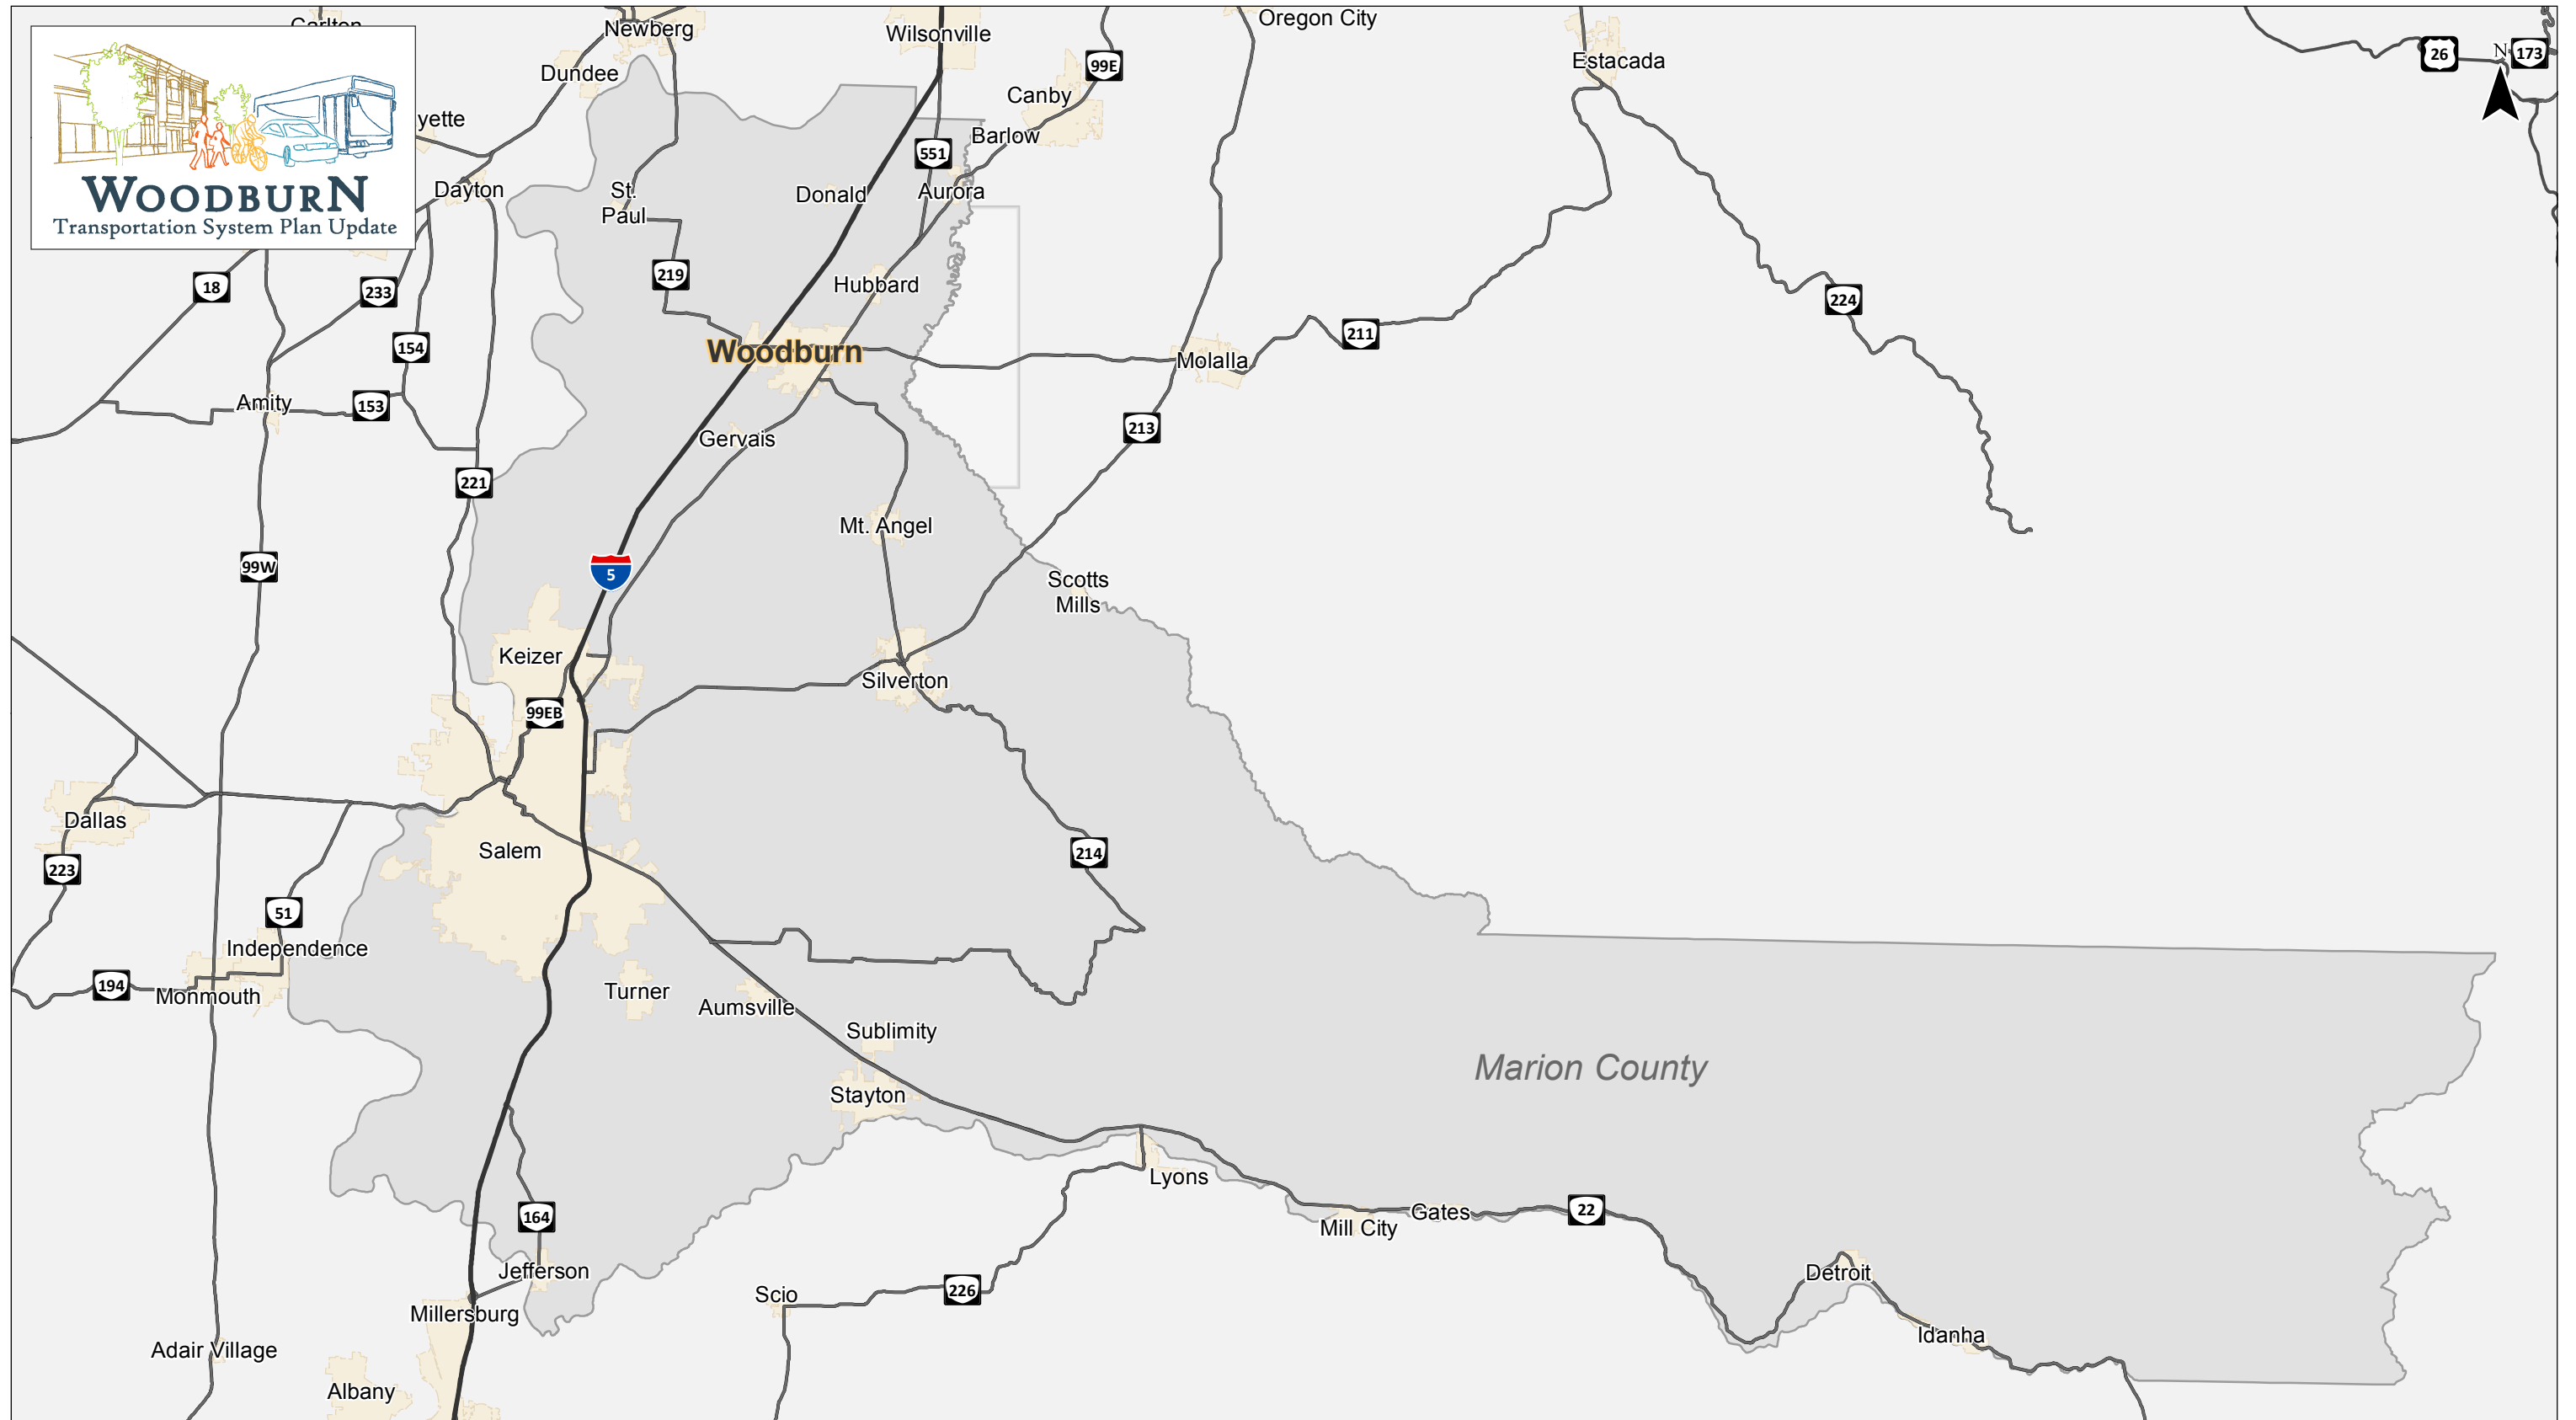 Carlton
Newberg
Wilsonville
Oregon City
99E
Estacada
26
N
173
Dundee
Canby
yette
Barlow
551
WOODBURN
Transportation System Plan Update
Dayton
St.
Paul
Donald
Aurora
18
233
219
Hubbard
224
154
Woodburn
211
Molalla
Amity
153
213
Gervais
221
Mt. Angel
99W
5
Scotts
Mills
Keizer
Silverton
99EB
Dallas
Salem
214
223
51
Independence
194
Monmouth
Turner
Aumsville
Sublimity
Marion County
Stayton
Lyons
164
Mill City
Gates
22
Jefferson
Detroit
Scio
226
Millersburg
Idanha
Adair Village
Albany